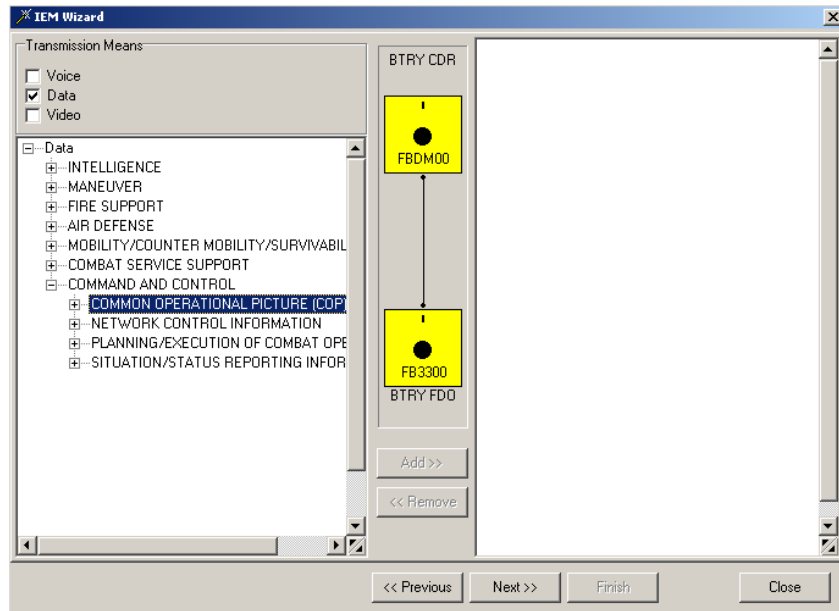 IEM Wizard
Transmission Means
Voice
Data
Video
Data
INTELLIGENCE
MANEUVER
FIRE SUPPORT
AIR DEFENSE
MOBILITY/COUNTER MOBILITY/SURVIVABIL
COMBAT SERVICE SUPPORT
COMMAND AND CONTROL
COMMON OPERATIONAL PICTURE (COP)
NETWORK CONTROL INFORMATION
PLANNING/EXECUTION OF COMBAT OPE
SITUATION/STATUS REPORTING INFOR
BTRY CDR
FBDM00
FB3300
BTRY FDO
Add >>
<< Remove
<< Previous
Next >>
Finish
Close